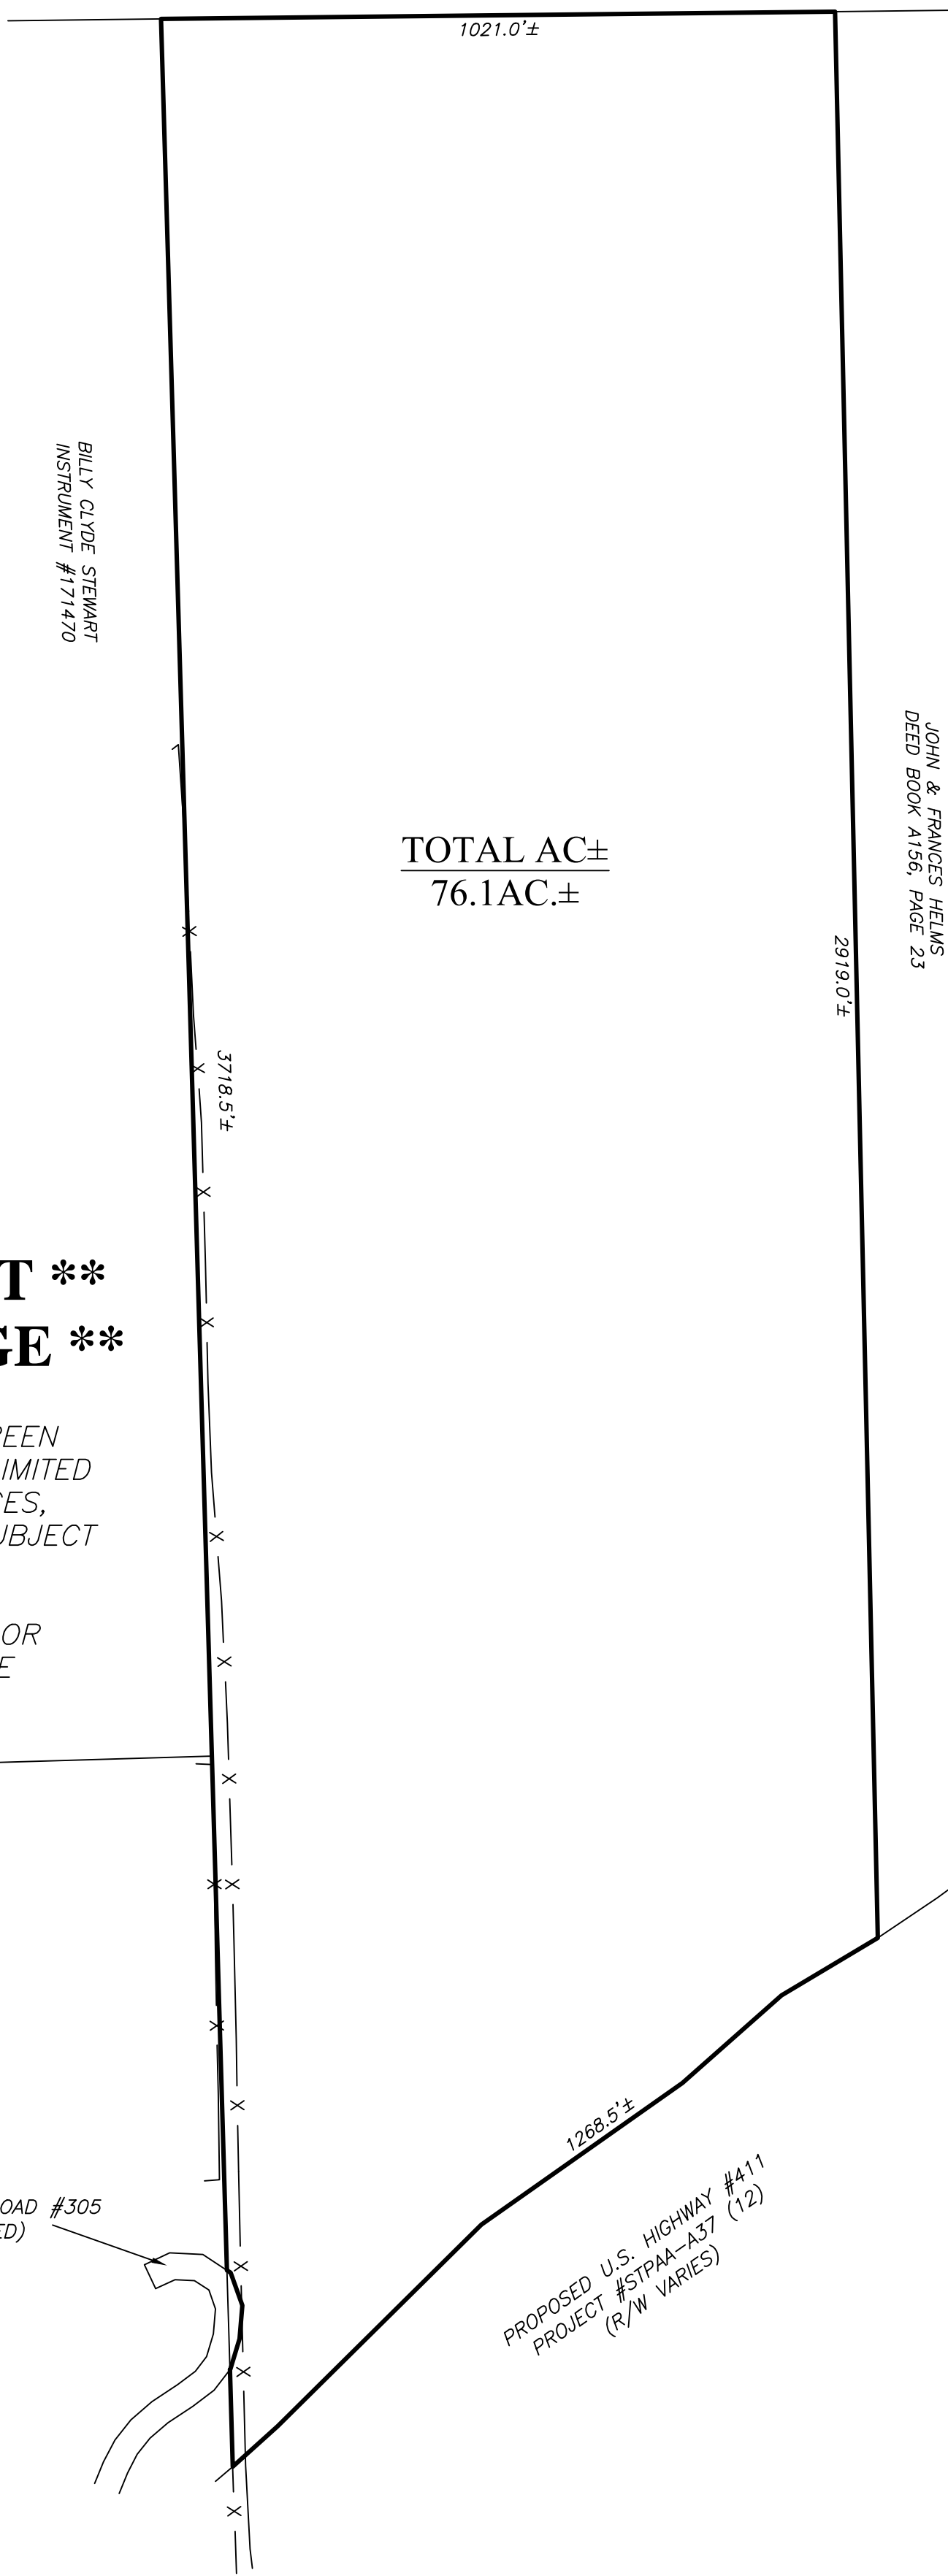 1021.0'±
BILLY CLYDE STEWART
INSTRUMENT #171470
JOHN & FRANCES HELMS
DEED BOOK A156, PAGE 23
TOTAL AC±
76.1AC.±
2919.0'±
3718.5'±
T **
GE **
EEN
IMITED
ES,
UBJECT
OR
E
1268.5'±
OAD #305
ED)
PROPOSED U.S. HIGHWAY #411
PROJECT #STPAA-A37 (12)
(R/W VARIES)